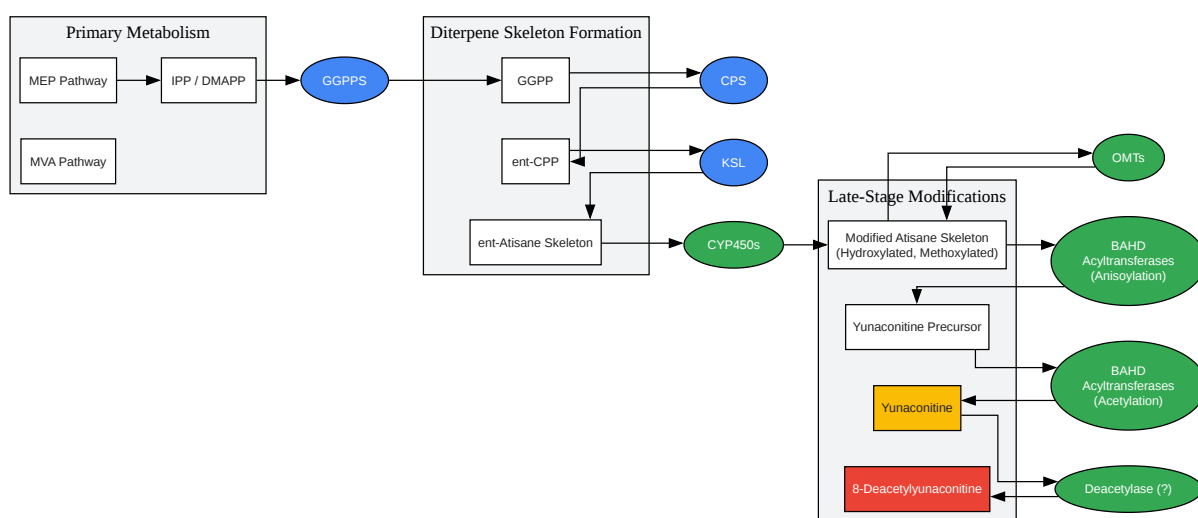 Primary Metabolism
MEP Pathway
IPP / DMAPP
MVA Pathway
GGPPS
Diterpene Skeleton Formation
GGPP
CPS
ent-CPP
KSL
ent-Atisane Skeleton
CYP450s
Late-Stage Modifications
OMTs
Modified Atisane Skeleton
(Hydroxylated, Methoxylated)
BAHD
Acyltransferases
(Anisoylation)
Yunaconitine Precursor
BAHD
Acyltransferases
(Acetylation)
Yunaconitine
8-Deacetylyunaconitine
Deacetylase (?)